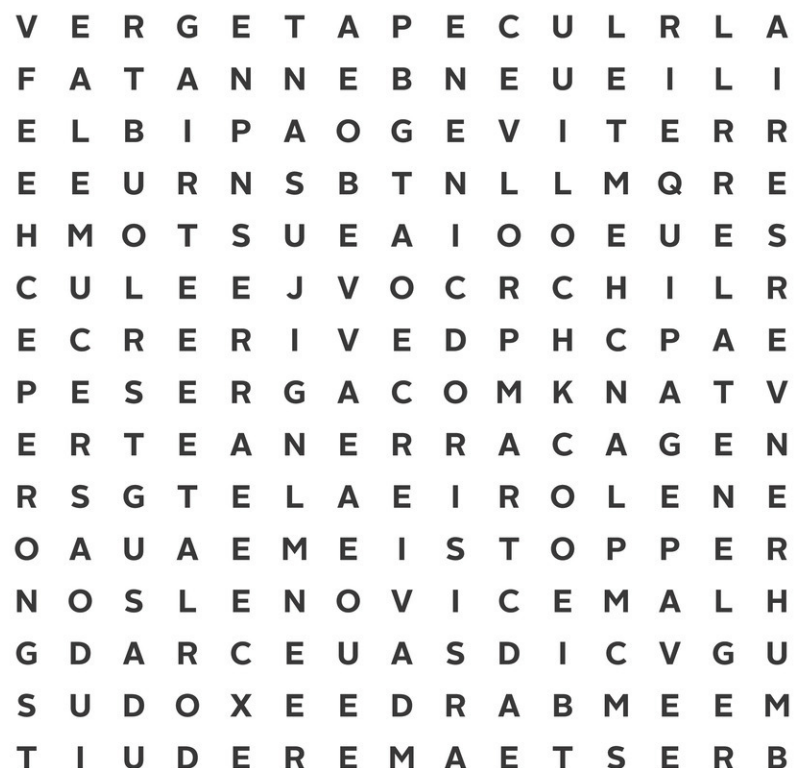 V E R G E T A P E C U L R L A
F A T A N N E B N E U E I L I
E L B I P A O G E V I T E R R
E E U R N S B T N L L M Q R E
H M O T S U E A I O O E U E S
C U L E E J V O C R C H I L R
E C R E R I V E D P H C P A E
P E S E R G A C O M K N A T V
E R T E A N E R R A C A G E N
R S G T E L A E I R O L E N E
O A U A E M E I S T O P P E R
N O S L E N O V I C E M A L H
G D A R C E U A S D I C V G U
S U D O X E E D R A B M E E M
T I U D E R E M A E T S E R B